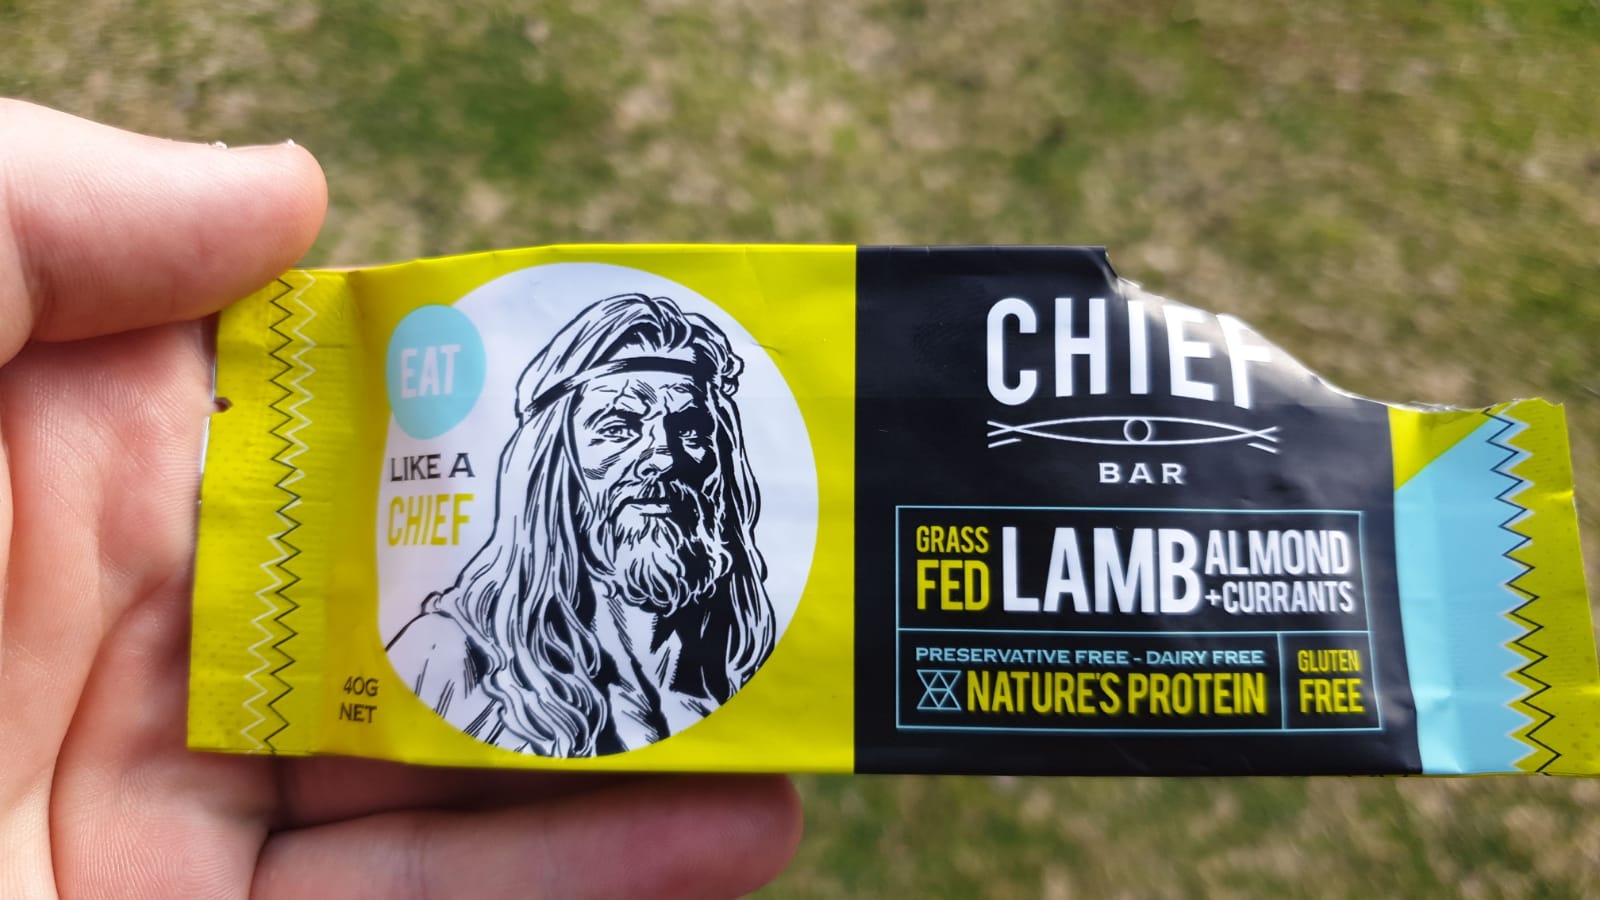 EAT
LIKE A
CHIEF
40G
NET
CHIEF
BAR
GRASS
FED
LAMB
ALMOND
+CURRANTS
PRESERVATIVE FREE - DAIRY FREE
NATURE'S PROTEIN
GLUTEN
FREE